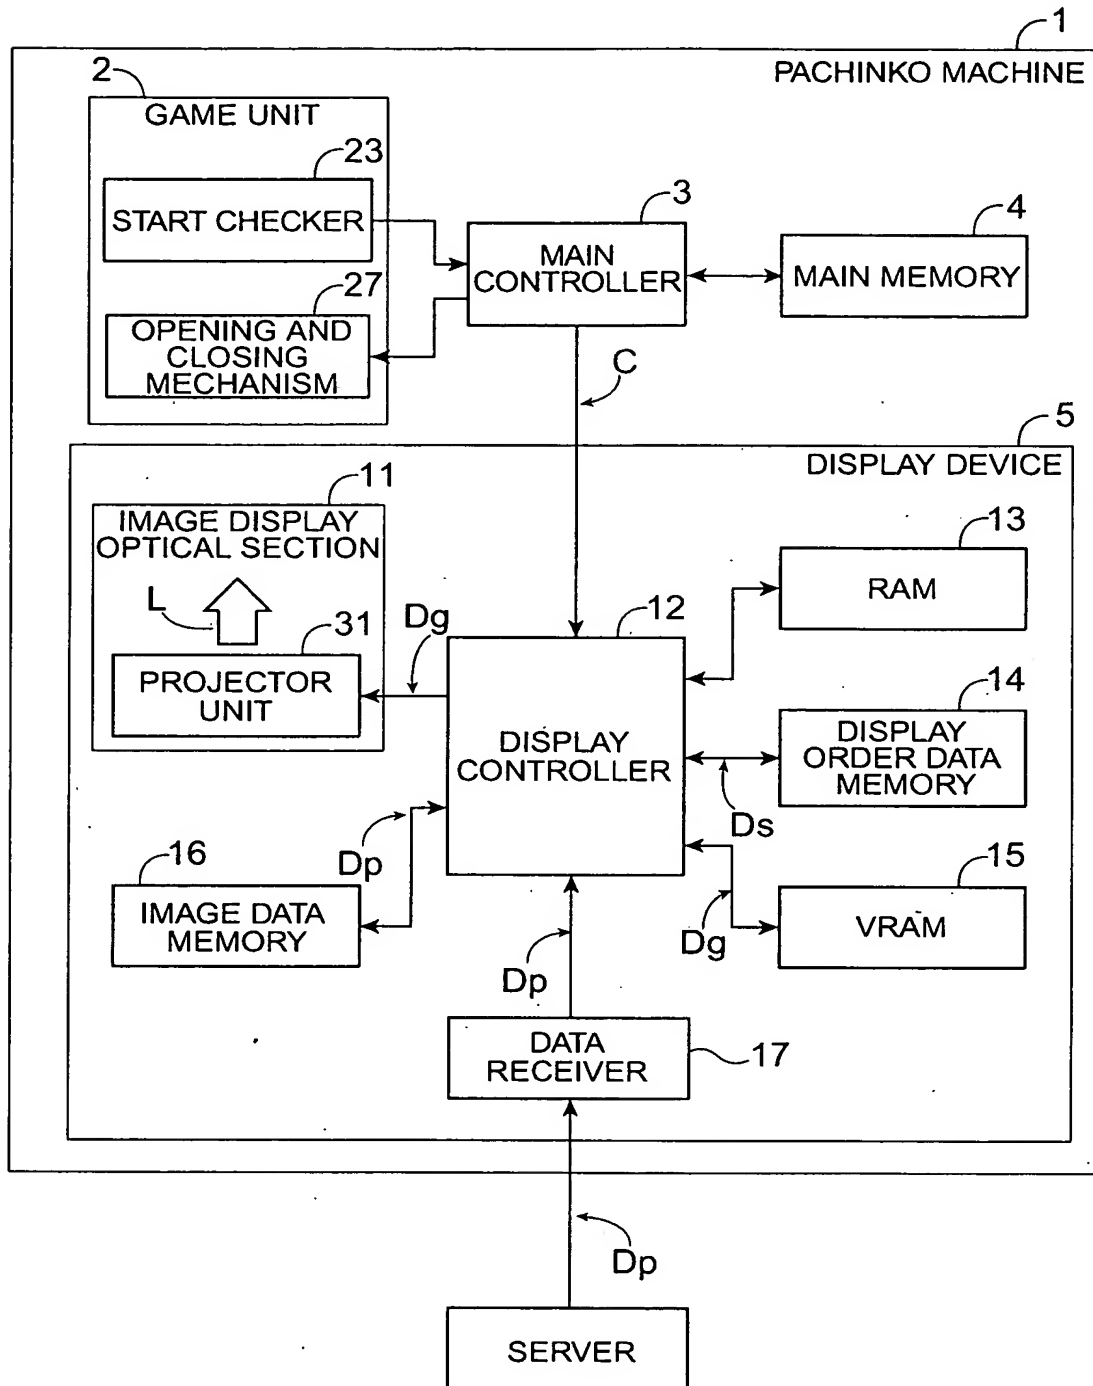 1
PACHINKO MACHINE
2
GAME UNIT
23
START CHECKER
27
OPENING AND
CLOSING
MECHANISM
3
MAIN
CONTROLLER
4
MAIN MEMORY
C
5
DISPLAY DEVICE
11
IMAGE DISPLAY
OPTICAL SECTION
L
31
PROJECTOR
UNIT
Dg
12
DISPLAY
CONTROLLER
13
RAM
14
DISPLAY
ORDER DATA
MEMORY
Ds
16
Dp
IMAGE DATA
MEMORY
15
VRAM
Dg
Dp
DATA
RECEIVER
17
Dp
SERVER